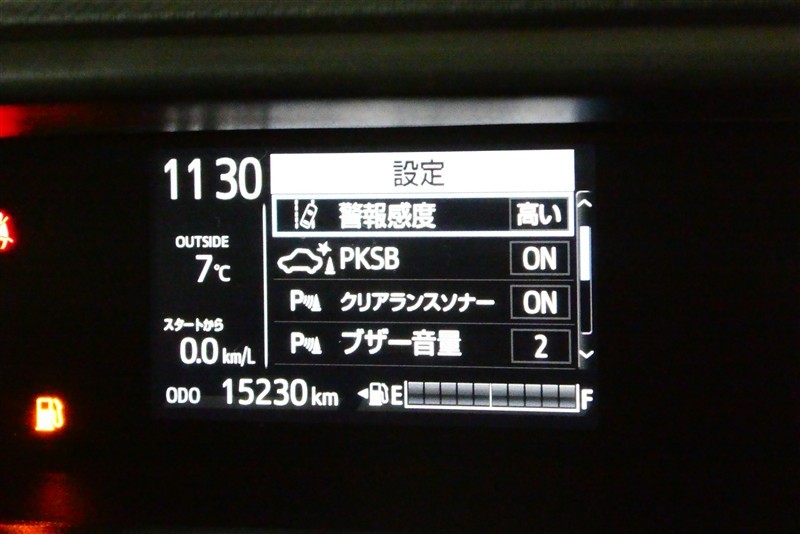 11:30
設定
警報感度 高い
OUTSIDE
7℃
PKSB ON
P クリアランスソナー ON
スタートから
0.0 km/L
P ブザー音量 2
ODO 15230 km
E F